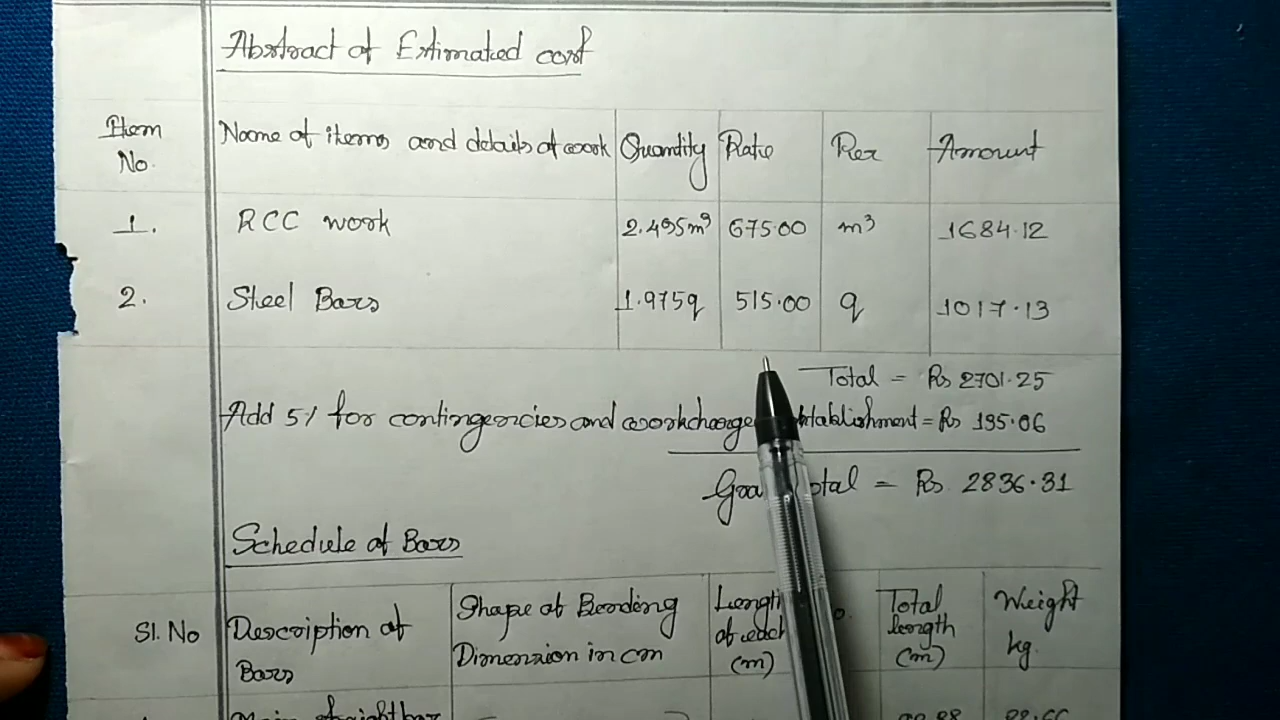 Abstract of Estimated cost
Item No. Name of items and details of work Quantity Rate Per Amount
1. RCC work 2.495m³ 675.00 m³ 1684.12
2. Steel Bars 1.975q 515.00 q 1017.13
Total = Rs 2701.25
Add 5% for contingencies and workcharge = Rs 135.06
Total = Rs 2836.31
Schedule of Bars
Sl. No Description of Bars Shape of Bending Dimension in cm Length of each (m) Total length (m) Weight kg.